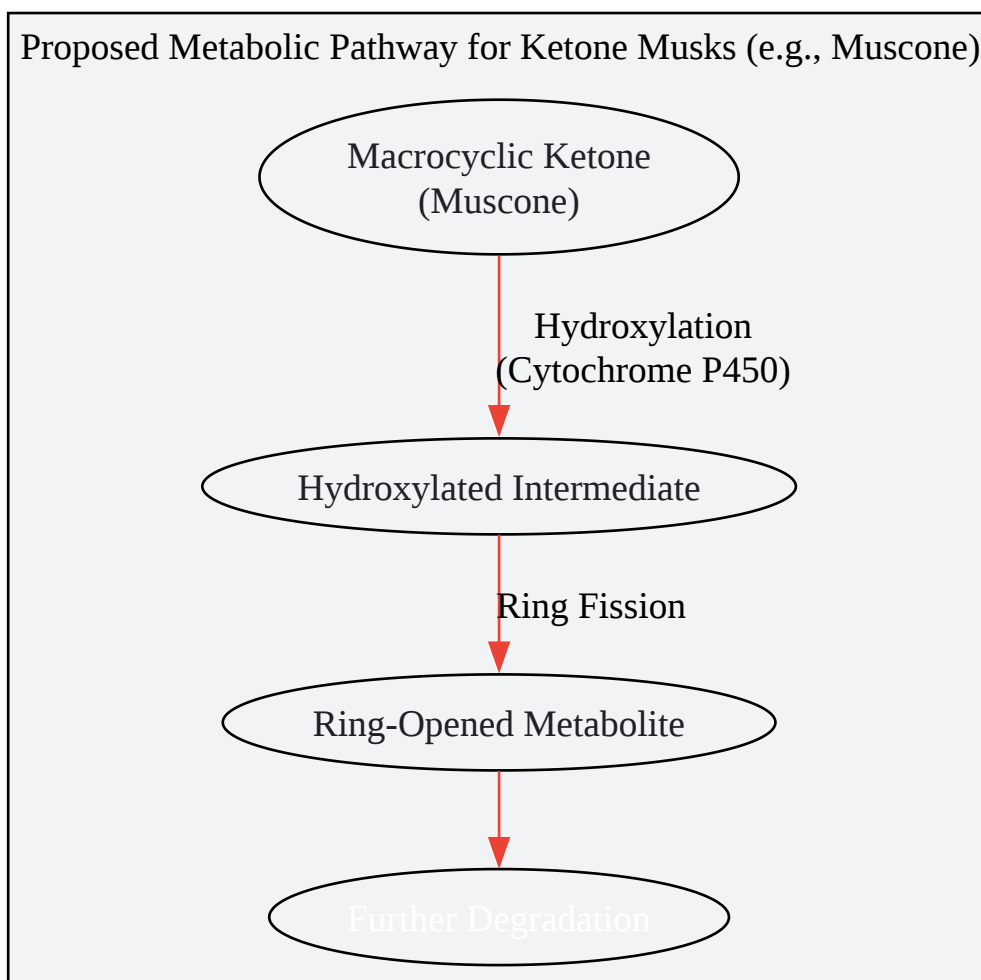 Proposed Metabolic Pathway for Ketone Musks (e.g., Muscone)
Macrocyclic Ketone
(Muscone)
Hydroxylation
(Cytochrome P450)
Hydroxylated Intermediate
Ring Fission
Ring-Opened Metabolite
Further Degradation